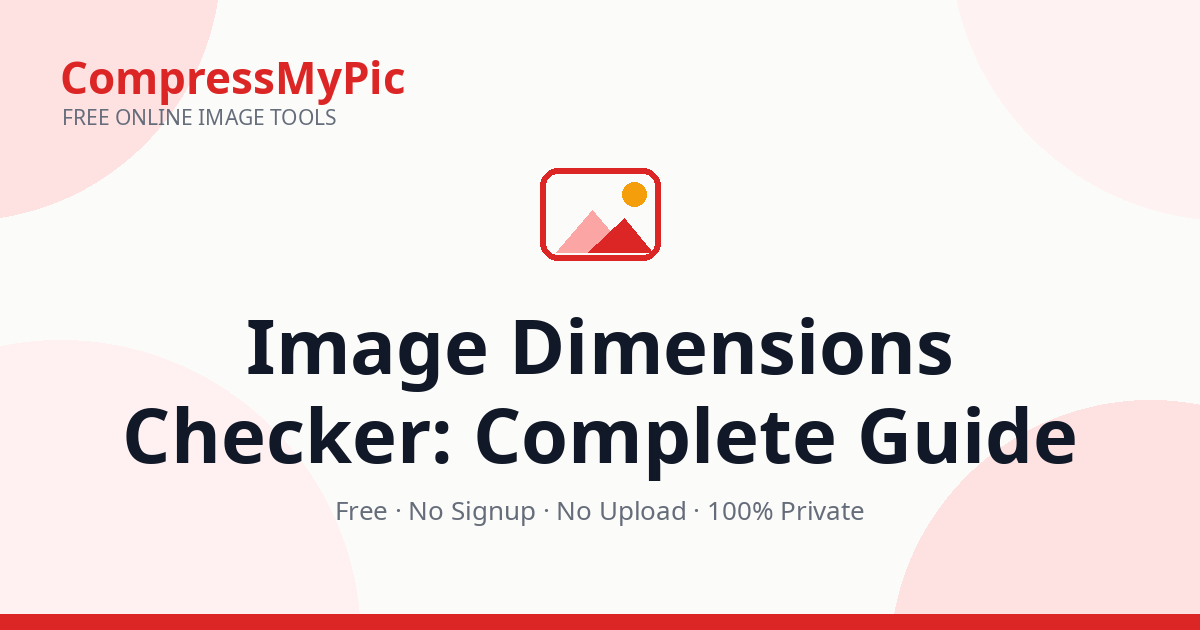 CompressMyPic
FREE ONLINE IMAGE TOOLS
Image Dimensions
Checker: Complete Guide
Free · No Signup · No Upload · 100% Private